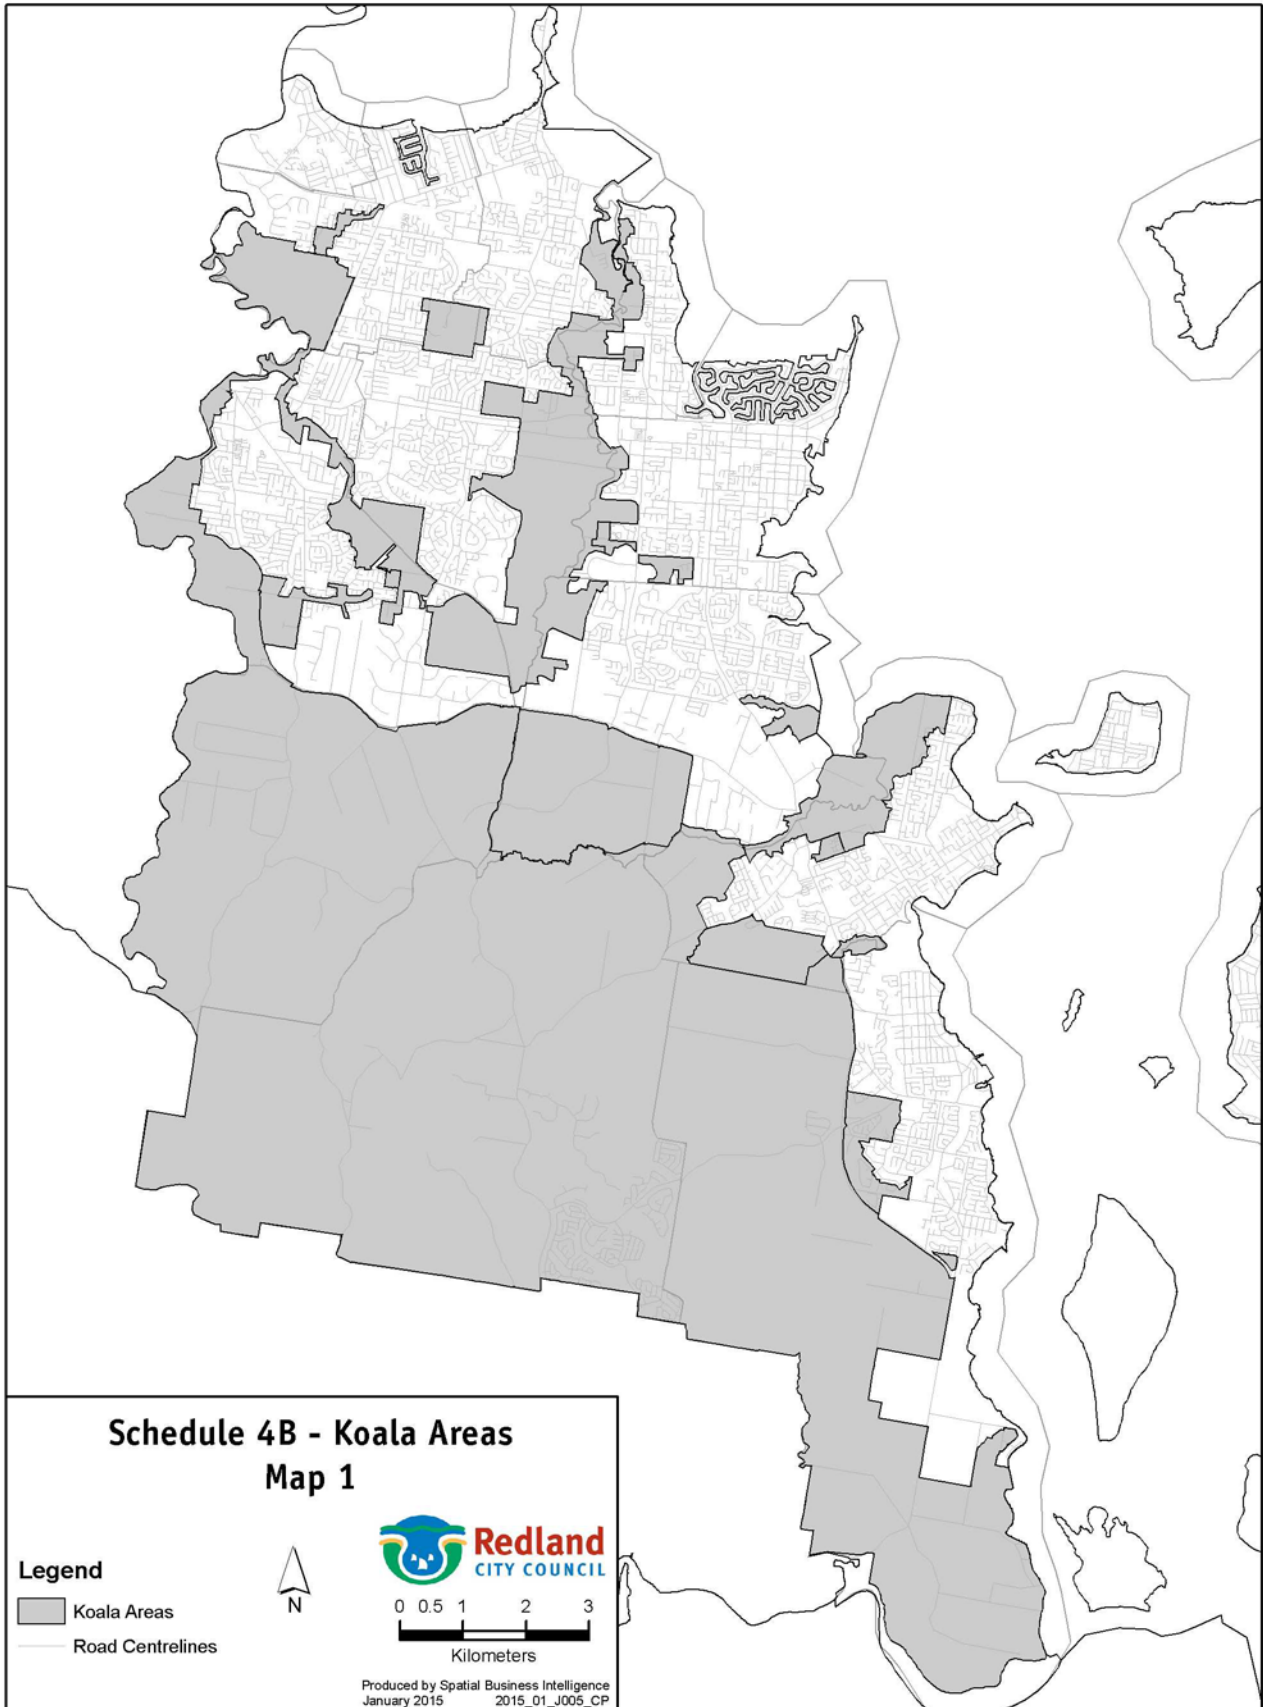 Schedule 4B - Koala Areas
Map 1
Redland
CITY COUNCIL
Legend
N
Koala Areas
Road Centrelines
0 0.5 1 2 3
Kilometers
Produced by Spatial Business Intelligence
January 2015 2015_01_J005_CP